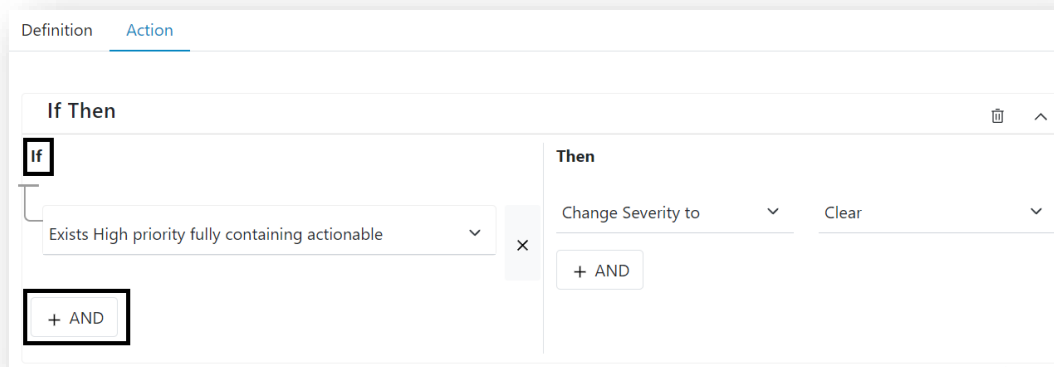 Definition Action
If Then
If
Then
Change Severity to Clear
Exists High priority fully containing actionable
+ AND
+ AND